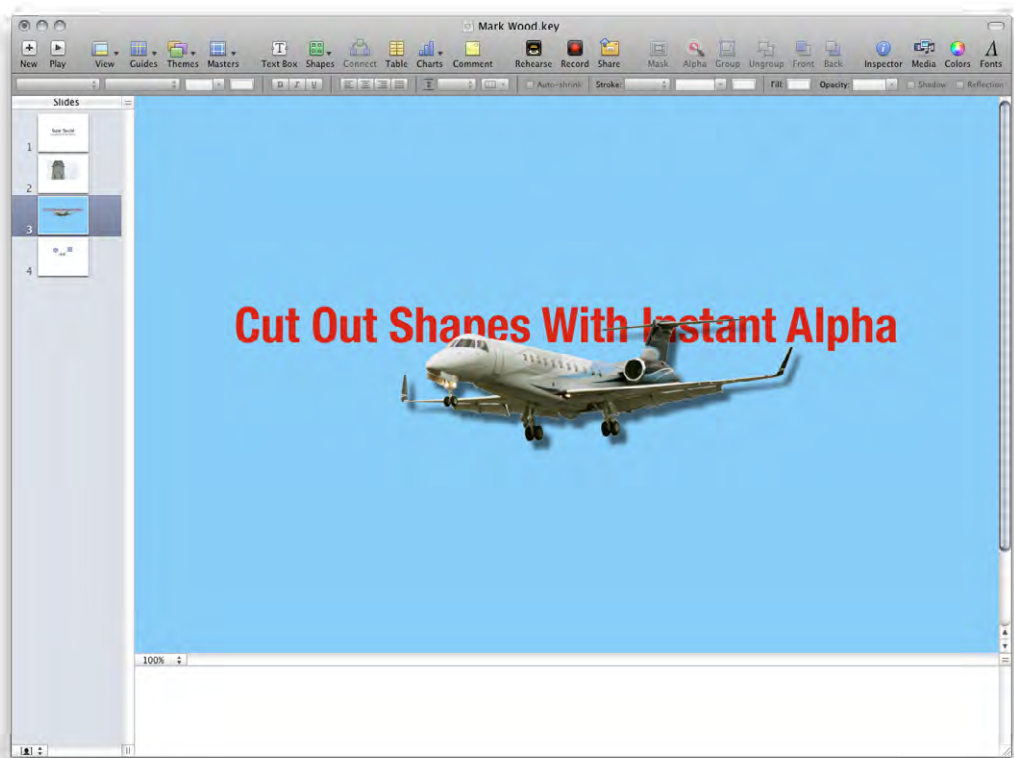 Mark Wood.key
New Play View Guides Themes Masters Text Box Shapes Connect Table Charts Comment Rehearse Record Share Mask Alpha Group Ungroup Front Back Inspector Media Colors Fonts
B I U Auto-shrink Stroke: Fill: Opacity: Shadow Reflection
Slides
1
2
3
4
Cut Out Shapes With Instant Alpha
100%